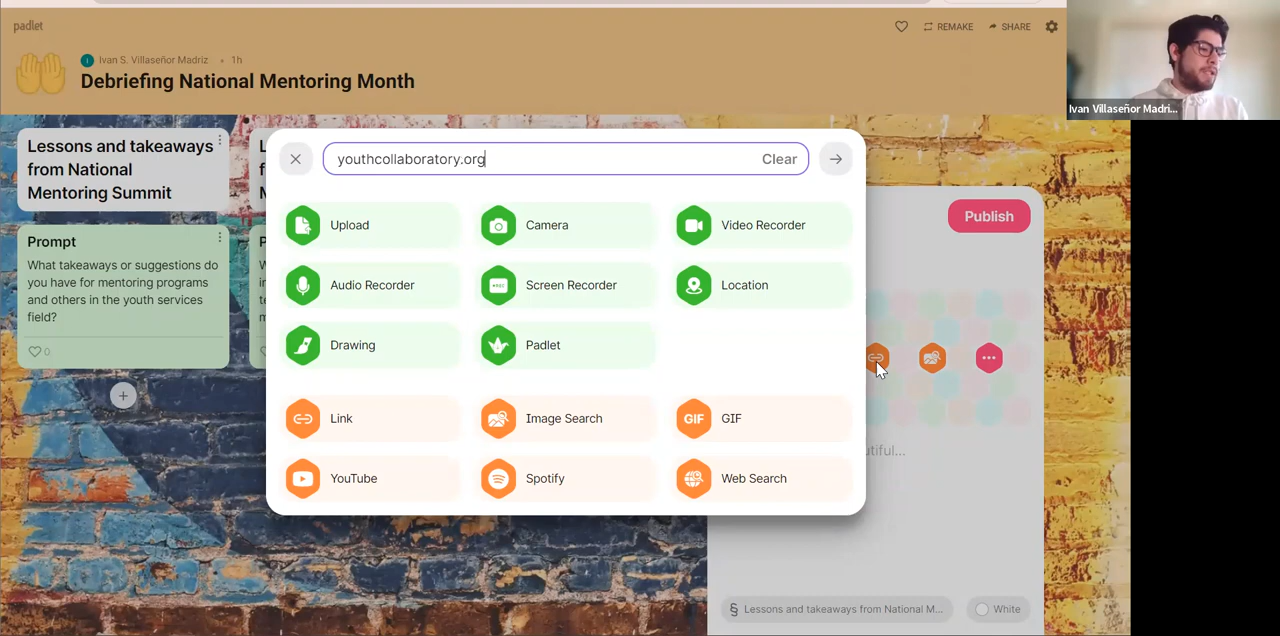 padlet
REMAKE
SHARE
Ivan S. Villaseñor Madriz • 1h
Debriefing National Mentoring Month
Ivan Villaseñor Madri...
Lessons and takeaways
from National
Mentoring Summit
Prompt
What takeaways or suggestions do
you have for mentoring programs
and others in the youth services
field?
0
youthcollaboratory.org
Clear
Upload
Camera
Video Recorder
Audio Recorder
Screen Recorder
Location
Drawing
Padlet
Link
Image Search
GIF
GIF
YouTube
Spotify
Web Search
Publish
Lessons and takeaways from National M...
White